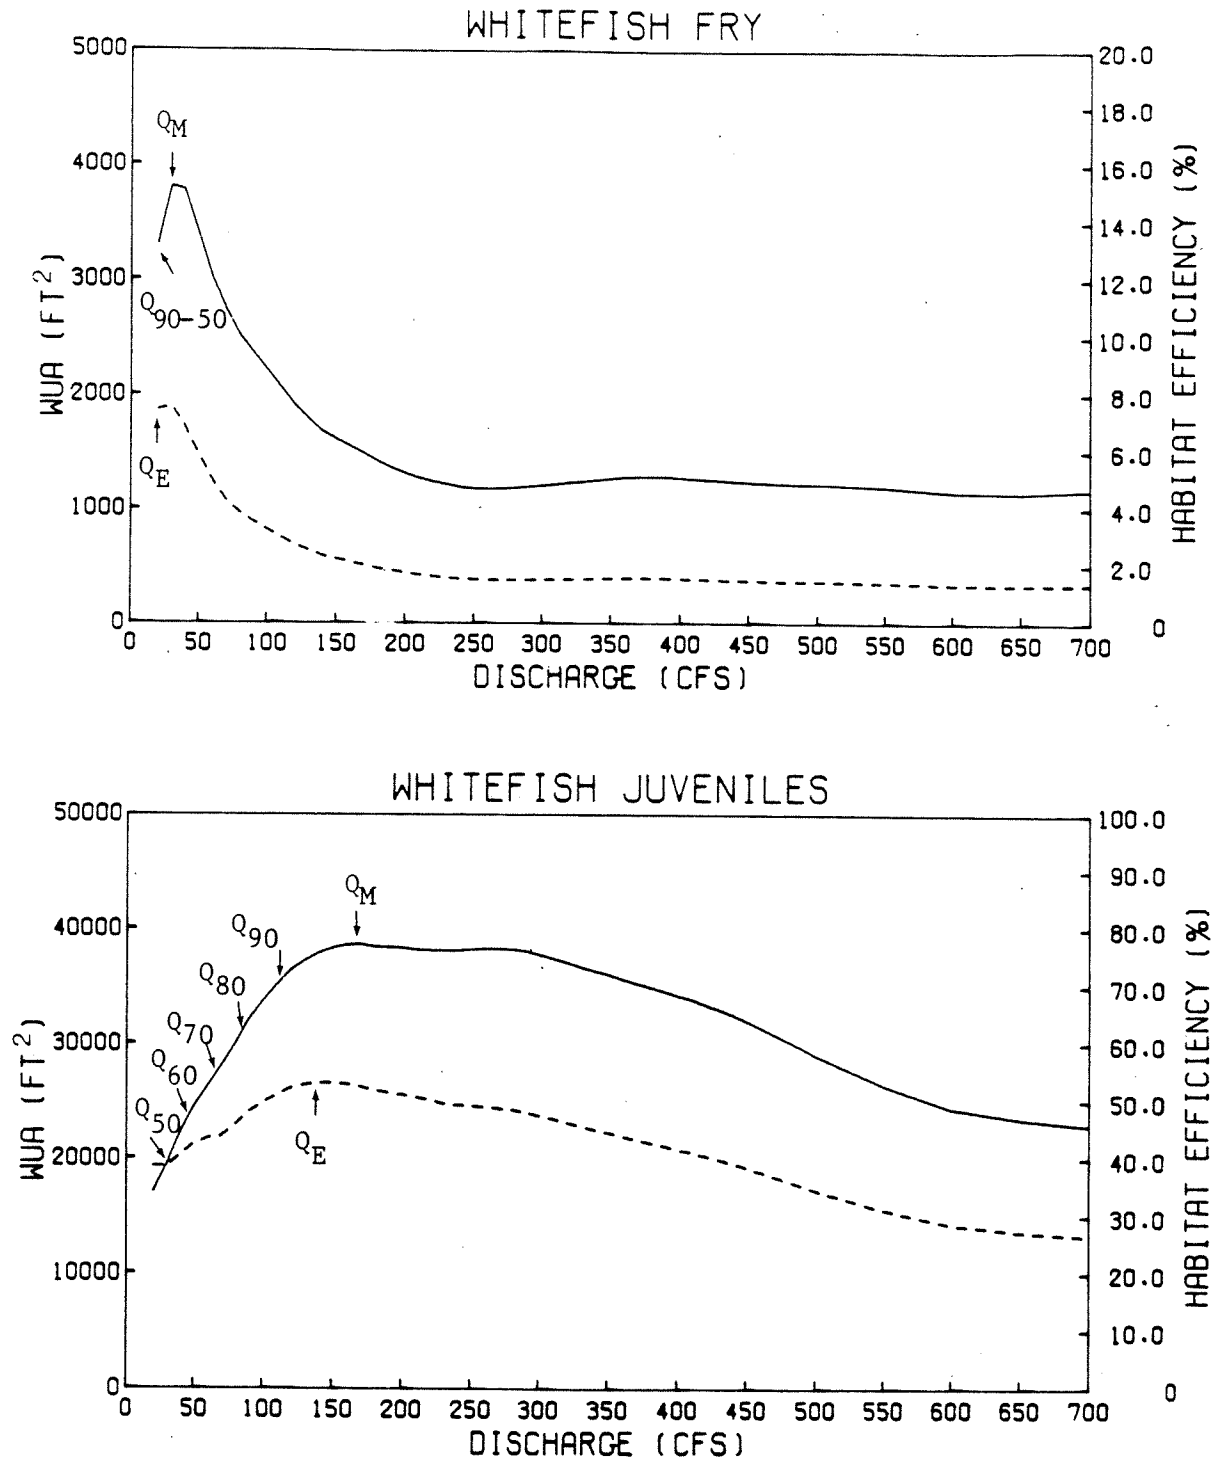 WHITEFISH FRY
5000
4000
3000
2000
1000
0
WUA (FT²)
20.0
18.0
16.0
14.0
12.0
10.0
8.0
6.0
4.0
2.0
0
HABITAT EFFICIENCY (%)
Q_M
Q_90-50
Q_E
0 50 100 150 200 250 300 350 400 450 500 550 600 650 700
DISCHARGE (CFS)
WHITEFISH JUVENILES
50000
40000
30000
20000
10000
0
WUA (FT²)
100.0
90.0
80.0
70.0
60.0
50.0
40.0
30.0
20.0
10.0
0
HABITAT EFFICIENCY (%)
Q_M
Q_90
Q_80
Q_70
Q_60
Q_50
Q_E
0 50 100 150 200 250 300 350 400 450 500 550 600 650 700
DISCHARGE (CFS)